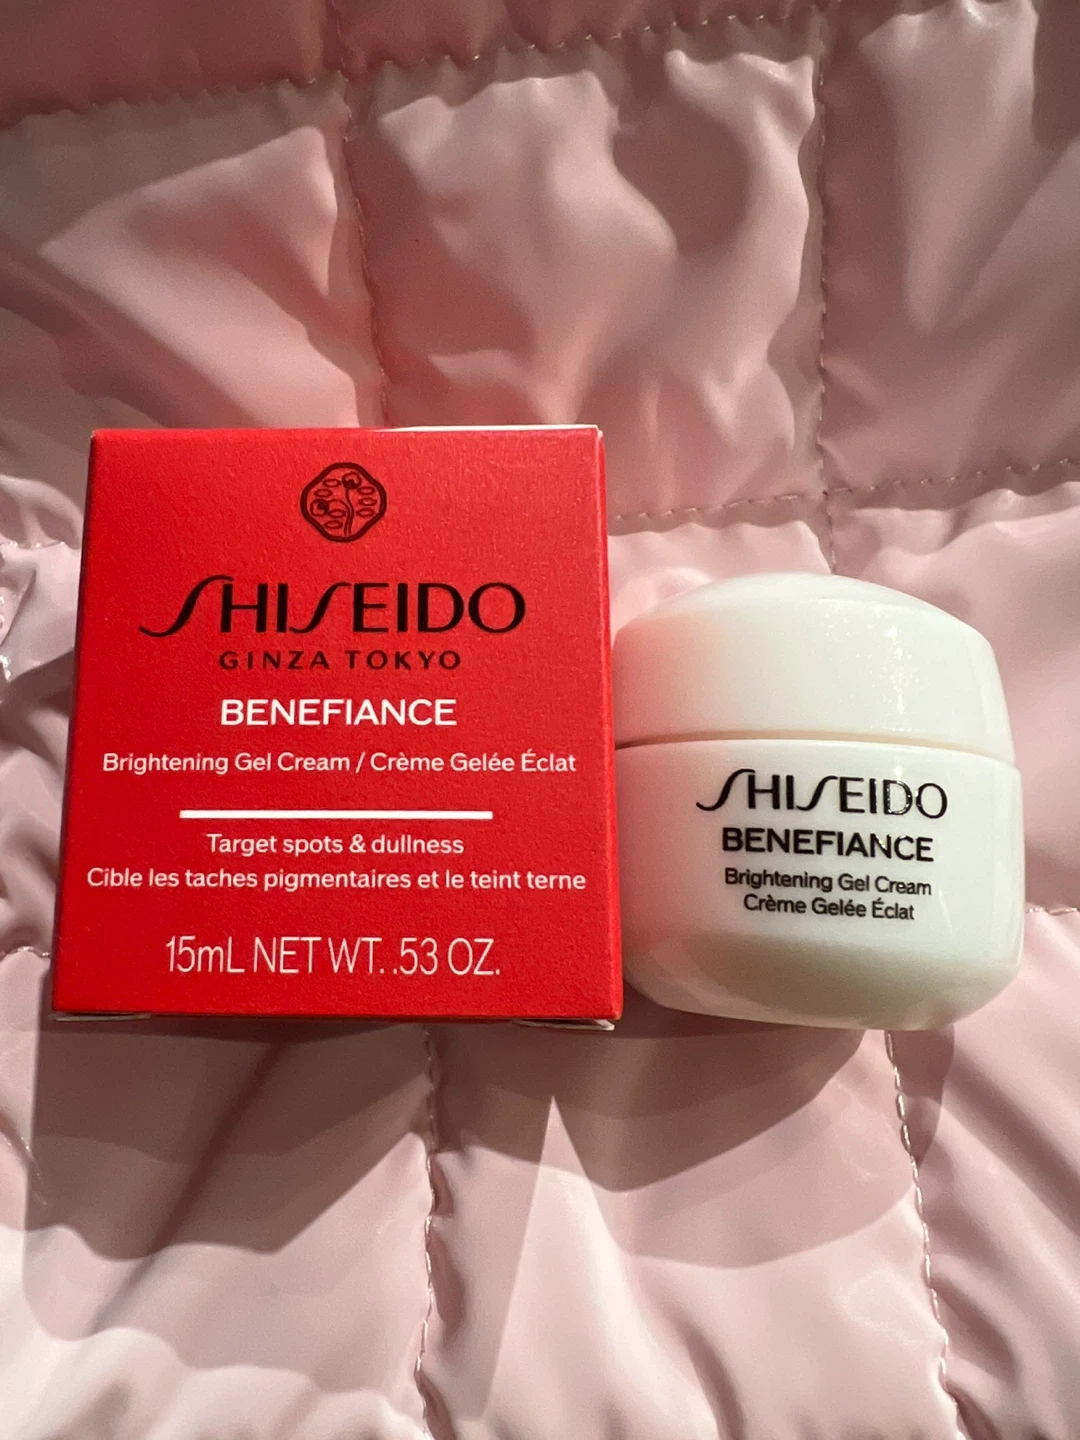 SHISEIDO
GINZA TOKYO
BENEFIANCE
Brightening Gel Cream / Crème Gelée Éclat
Target spots & dullness
Cible les taches pigmentaires et le teint terne
15mL NET WT. .53 OZ.
SHISEIDO
BENEFIANCE
Brightening Gel Cream
Crème Gelée Éclat